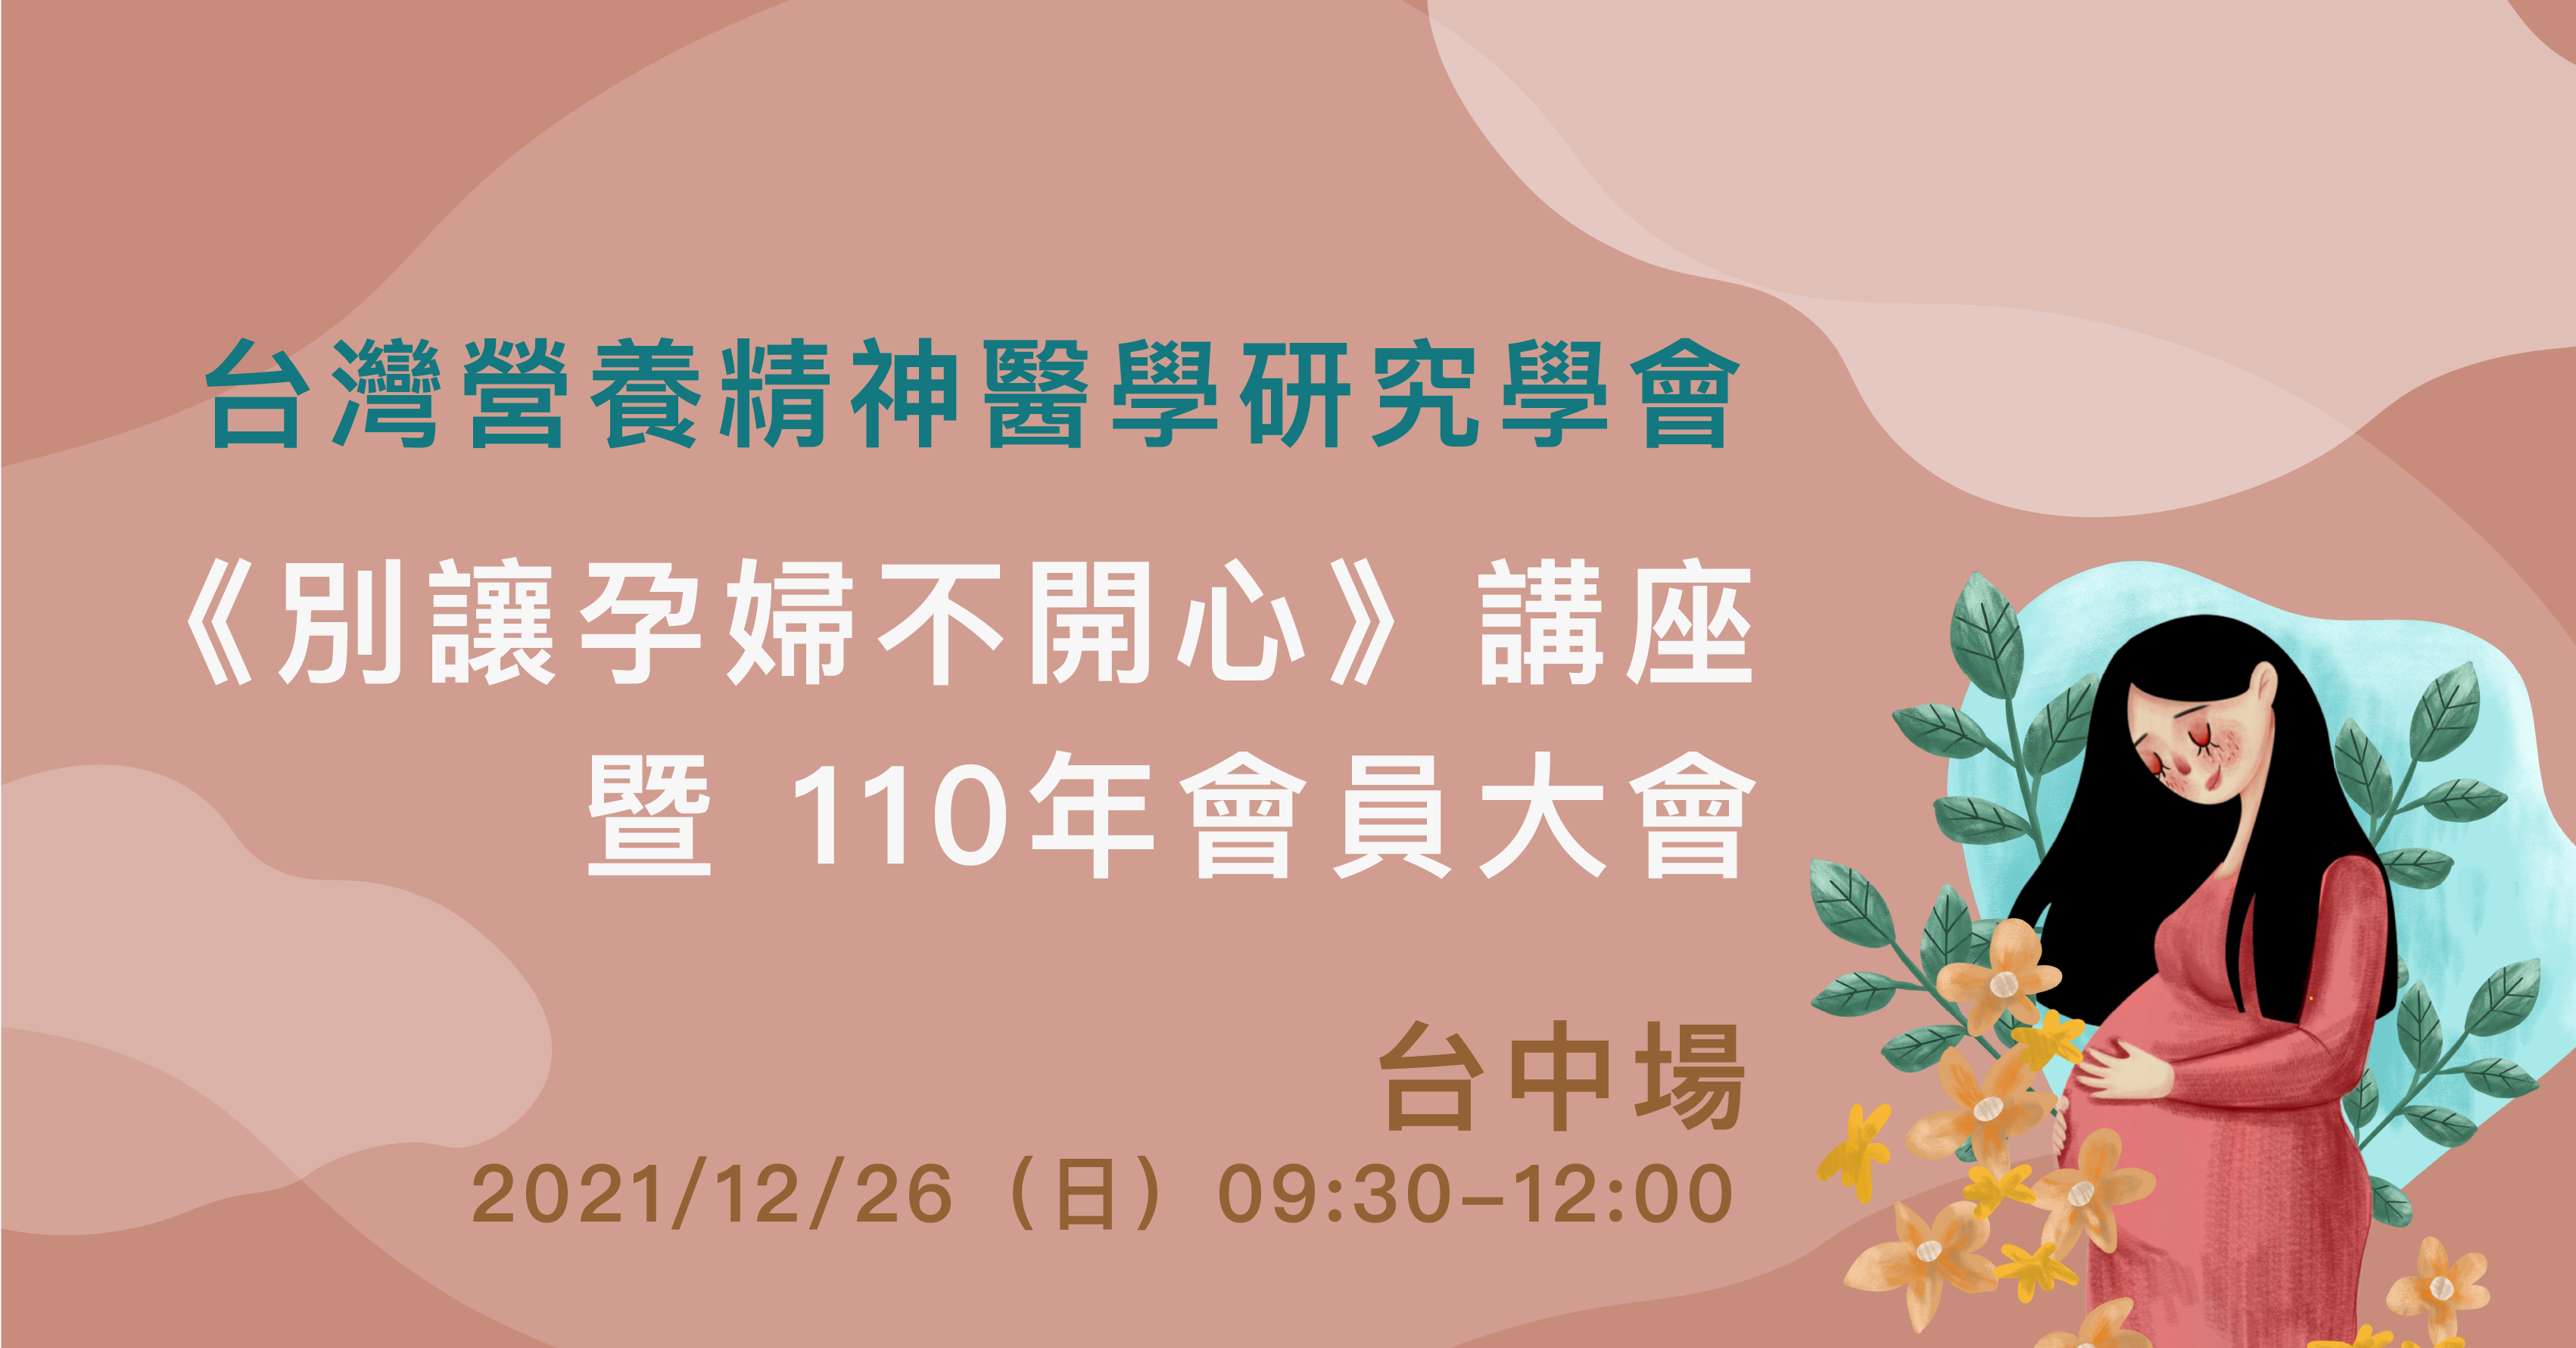 台灣營養精神醫學研究學會
《別讓孕婦不開心》講座
暨 110年會員大會
台中場
2021/12/26（日）09:30–12:00